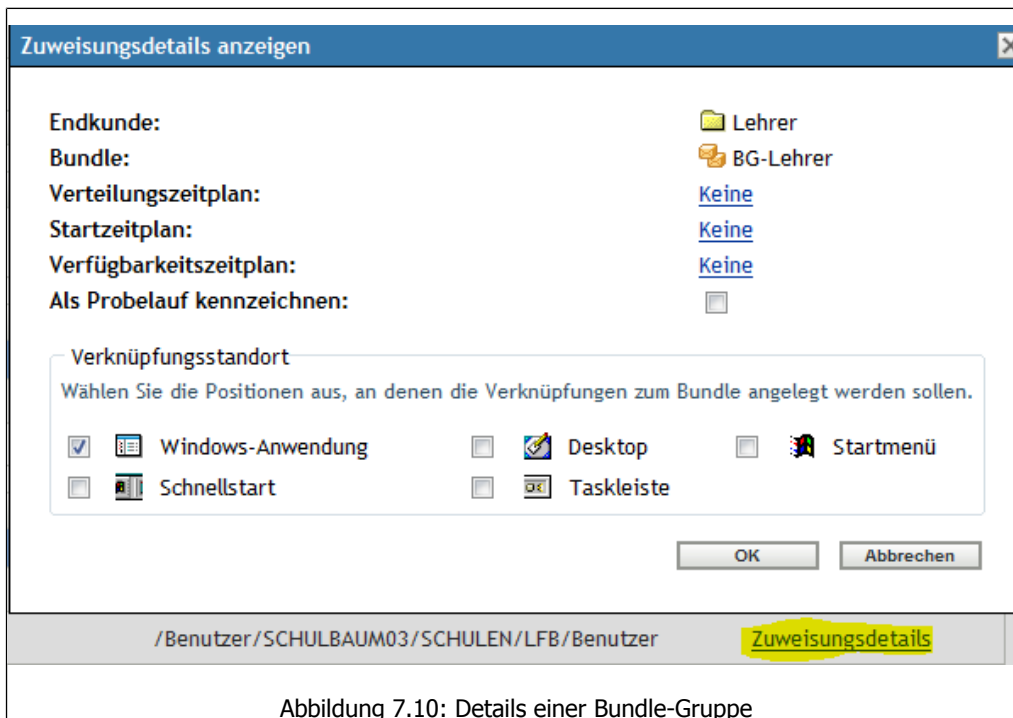 Zuweisungsdetails anzeigen
Endkunde: Lehrer
Bundle: BG-Lehrer
Verteilungszeitplan: Keine
Startzeitplan: Keine
Verfügbarkeitszeitplan: Keine
Als Probelauf kennzeichnen:
Verknüpfungsstandort
Wählen Sie die Positionen aus, an denen die Verknüpfungen zum Bundle angelegt werden sollen.
Windows-Anwendung Desktop Startmenü
Schnellstart Taskleiste
OK Abbrechen
/Benutzer/SCHULBAUM03/SCHULEN/LFB/Benutzer Zuweisungsdetails
Abbildung 7.10: Details einer Bundle-Gruppe